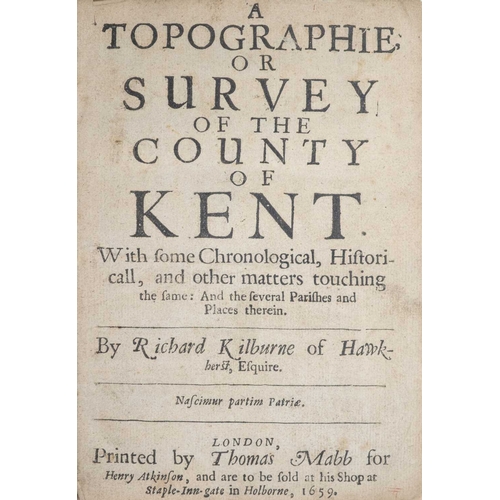 A
TOPOGRAPHIE,
OR
SURVEY
OF THE
COUNTY
OF
KENT.
With ſome Chronological, Hiſtori-
call, and other matters touching
the ſame: And the ſeveral Pariſhes and
Places therein.
By Richard Kilburne of Hawk-
herſt, Eſquire.
Naſcimur partim Patriæ.
LONDON,
Printed by Thomas Mabb for
Henry Atkinſon, and are to be ſold at his Shop at
Staple-Inn-gate in Holborne, 1659.